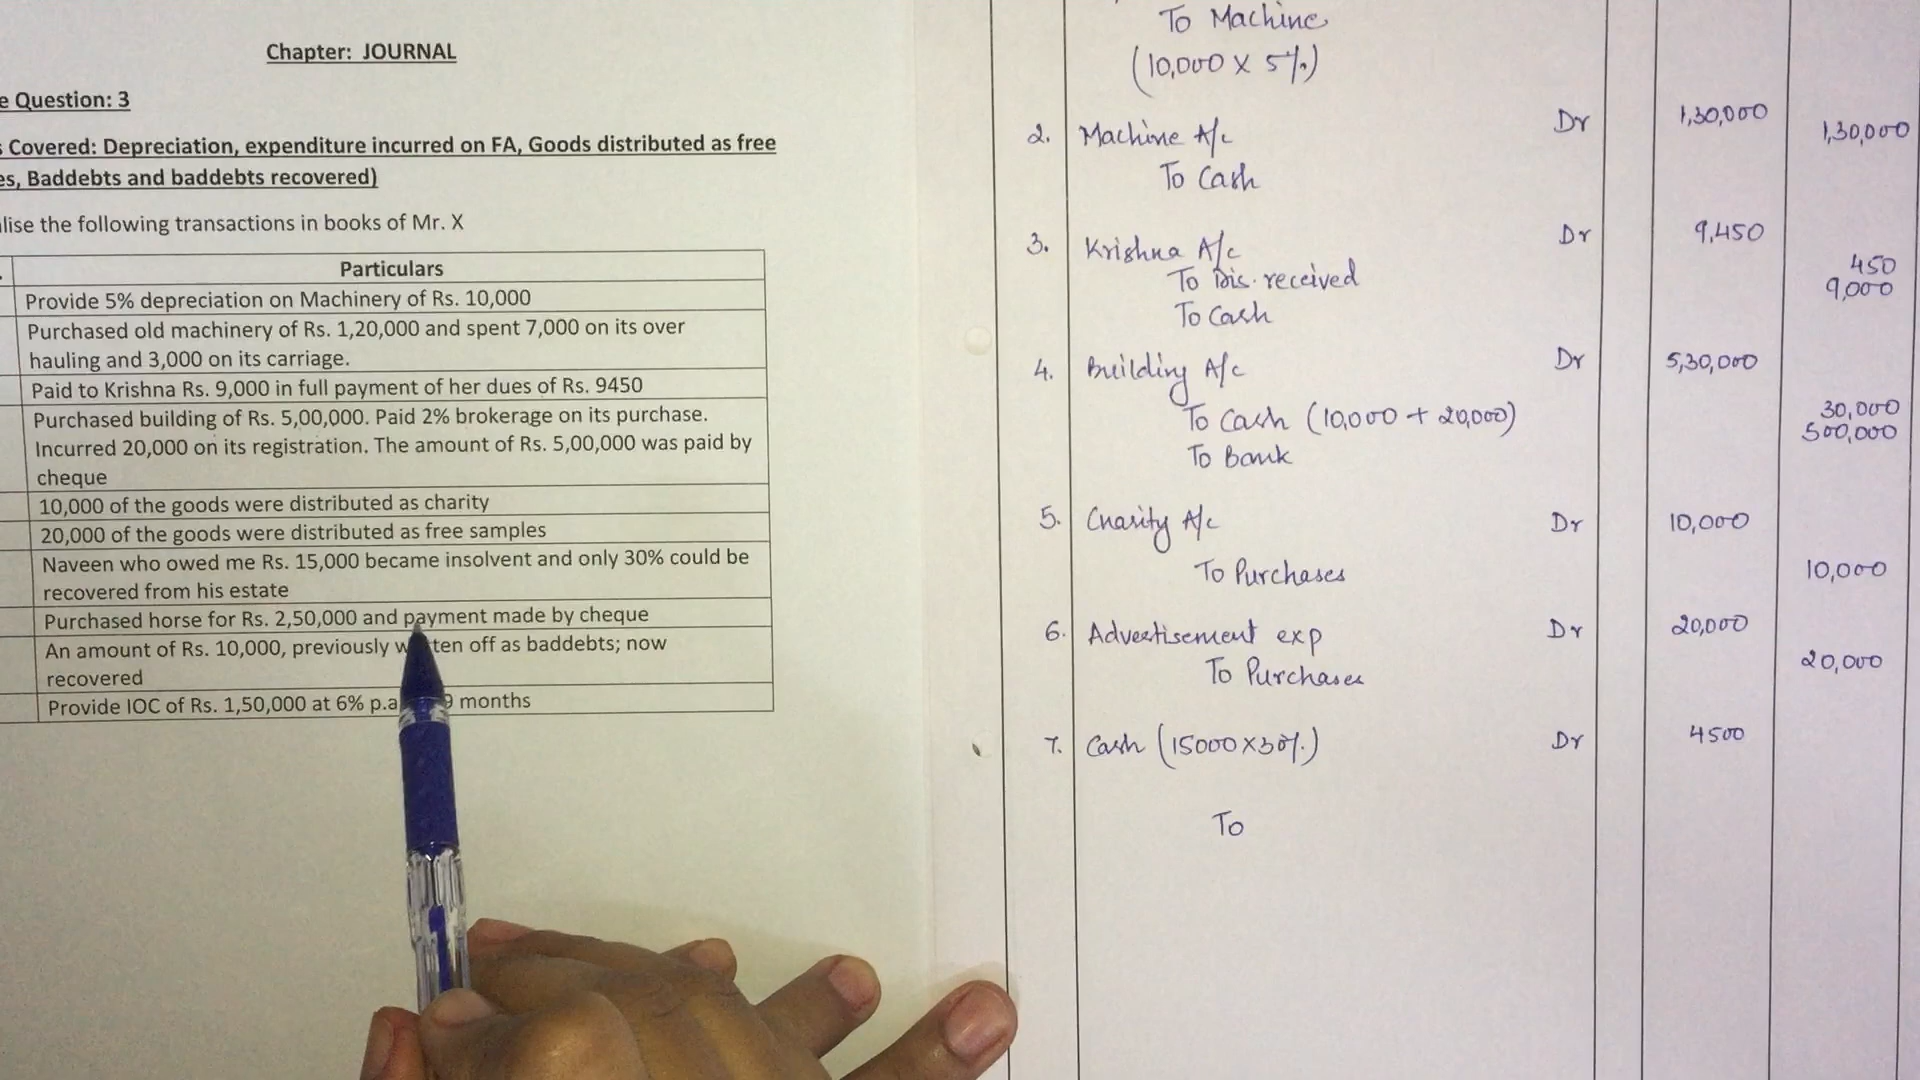 Chapter: JOURNAL
e Question: 3
s Covered: Depreciation, expenditure incurred on FA, Goods distributed as free
es, Baddebts and baddebts recovered)
lise the following transactions in books of Mr. X
Particulars
Provide 5% depreciation on Machinery of Rs. 10,000
Purchased old machinery of Rs. 1,20,000 and spent 7,000 on its over
hauling and 3,000 on its carriage.
Paid to Krishna Rs. 9,000 in full payment of her dues of Rs. 9450
Purchased building of Rs. 5,00,000. Paid 2% brokerage on its purchase.
Incurred 20,000 on its registration. The amount of Rs. 5,00,000 was paid by
cheque
10,000 of the goods were distributed as charity
20,000 of the goods were distributed as free samples
Naveen who owed me Rs. 15,000 became insolvent and only 30% could be
recovered from his estate
Purchased horse for Rs. 2,50,000 and payment made by cheque
An amount of Rs. 10,000, previously w ten off as baddebts; now
recovered
Provide IOC of Rs. 1,50,000 at 6% p.a 9 months
To Machine
(10,000 X 5%)
2. Machine A/c Dr 1,30,000
1,30,000
To Cash
3. Krishna A/c Dr 9,450
To Dis. received 450
To Cash 9,000
4. Building A/c Dr 5,30,000
To Cash (10,000 + 20,000) 30,000
To Bank 500,000
5. Charity A/c Dr 10,000
To Purchases 10,000
6. Advertisement exp Dr 20,000
To Purchases 20,000
7. Cash (15000X30%) Dr 4500
To